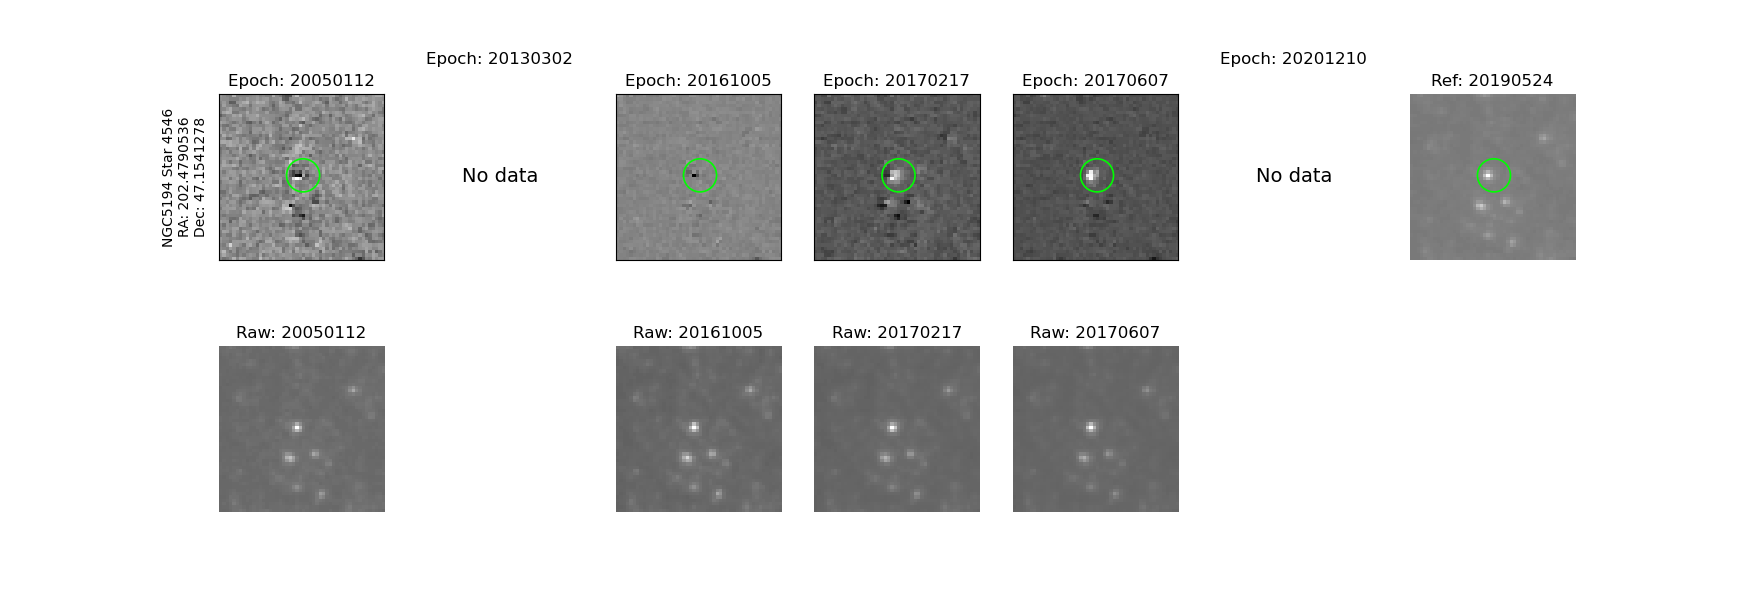 NGC5194 Star 4546
RA: 202.4790536
Dec: 47.1541278
Epoch: 20050112
Epoch: 20130302
No data
Epoch: 20161005
Epoch: 20170217
Epoch: 20170607
Epoch: 20201210
No data
Ref: 20190524
Raw: 20050112
Raw: 20161005
Raw: 20170217
Raw: 20170607